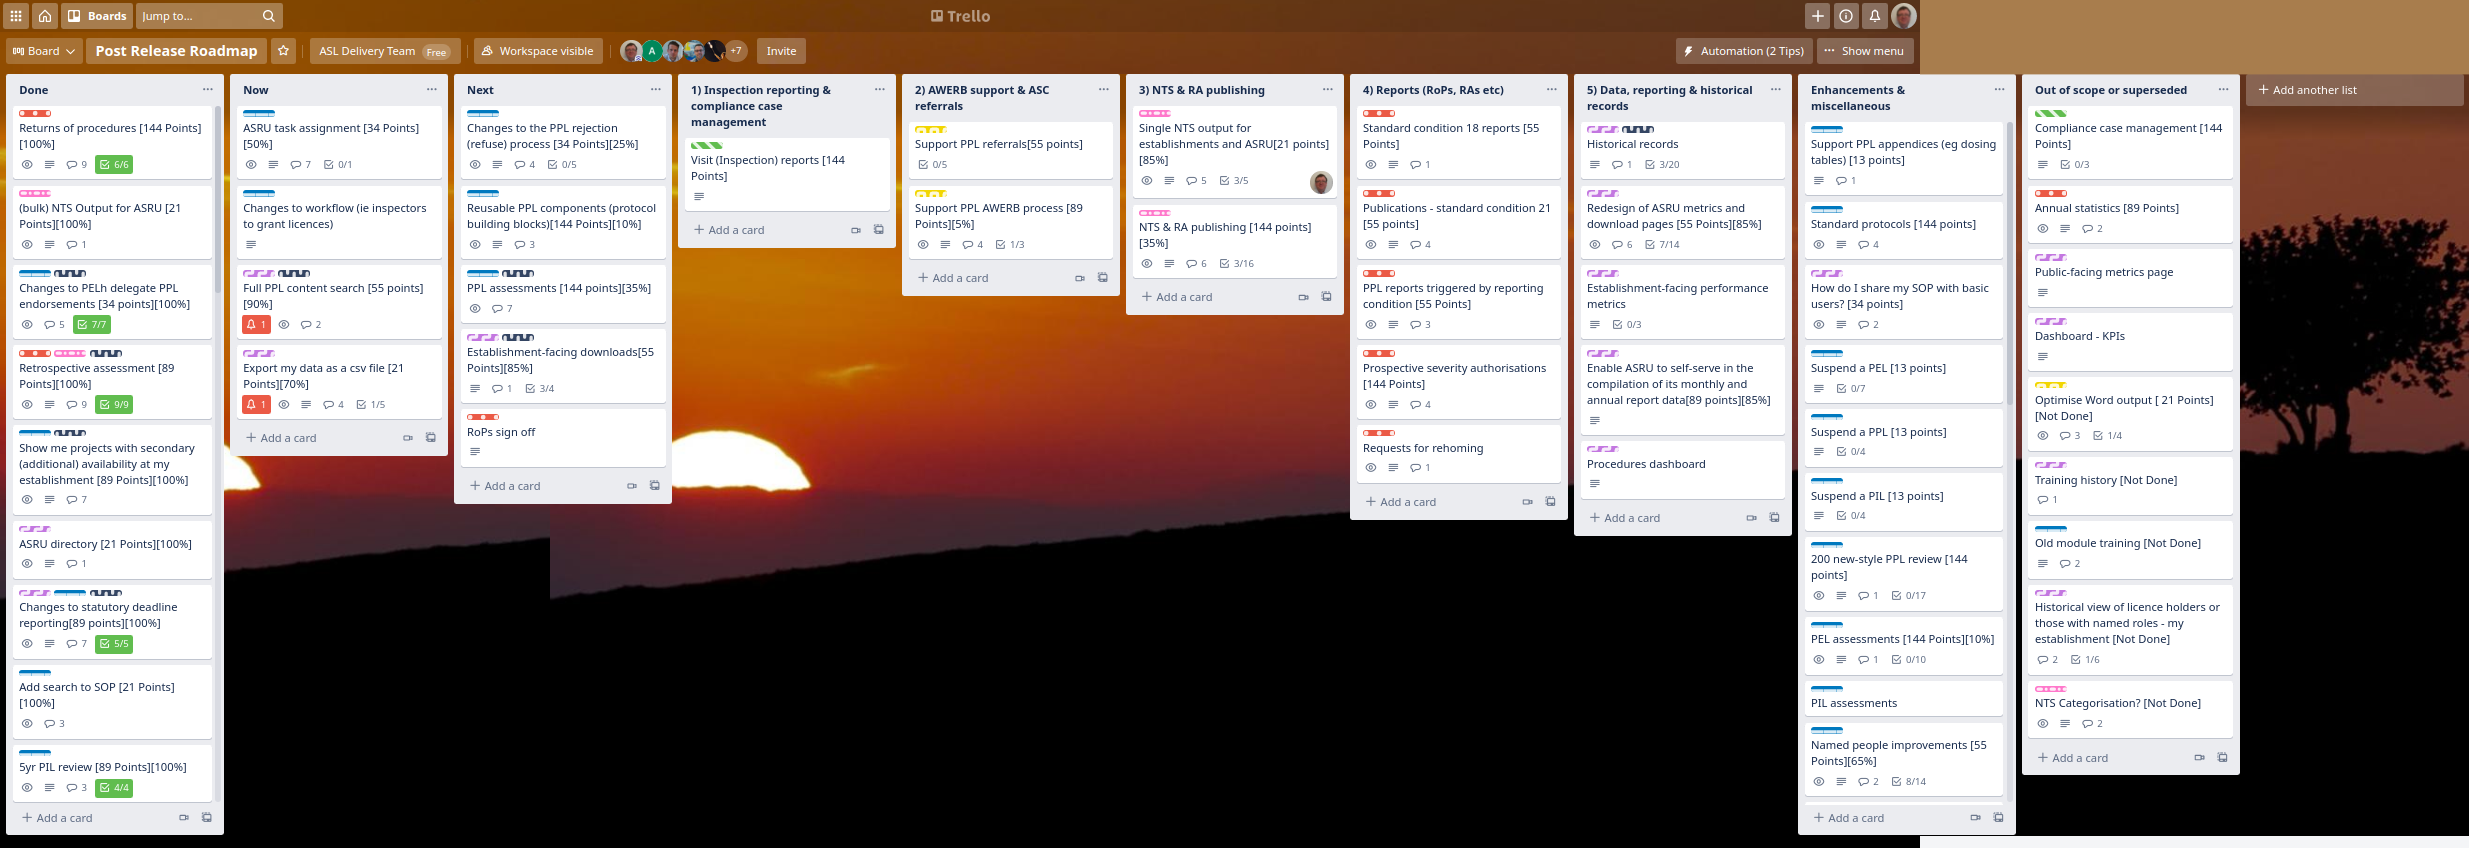 Boards
Jump to...
Trello
Board
Post Release Roadmap
ASL Delivery Team Free
Workspace visible
A
+7
Invite
Automation (2 Tips)
Show menu
Done
Returns of procedures [144 Points]
[100%]
9 6/6
(bulk) NTS Output for ASRU [21
Points][100%]
1
Changes to PELh delegate PPL
endorsements [34 points][100%]
5 7/7
Retrospective assessment [89
Points][100%]
9 9/9
Show me projects with secondary
(additional) availability at my
establishment [89 Points][100%]
7
ASRU directory [21 Points][100%]
1
Changes to statutory deadline
reporting[89 points][100%]
7 5/5
Add search to SOP [21 Points]
[100%]
3
5yr PIL review [89 Points][100%]
3 4/4
+ Add a card
Now
ASRU task assignment [34 Points]
[50%]
7 0/1
Changes to workflow (ie inspectors
to grant licences)
Full PPL content search [55 points]
[90%]
1 2
Export my data as a csv file [21
Points][70%]
1 4 1/5
+ Add a card
Next
Changes to the PPL rejection
(refuse) process [34 Points][25%]
4 0/5
Reusable PPL components (protocol
building blocks)[144 Points][10%]
3
PPL assessments [144 points][35%]
7
Establishment-facing downloads[55
Points][85%]
1 3/4
RoPs sign off
+ Add a card
1) Inspection reporting &
compliance case
management
Visit (Inspection) reports [144
Points]
+ Add a card
2) AWERB support & ASC
referrals
Support PPL referrals[55 points]
0/5
Support PPL AWERB process [89
Points][5%]
4 1/3
+ Add a card
3) NTS & RA publishing
Single NTS output for
establishments and ASRU[21 points]
[85%]
5 3/5
NTS & RA publishing [144 points]
[35%]
6 3/16
+ Add a card
4) Reports (RoPs, RAs etc)
Standard condition 18 reports [55
Points]
1
Publications - standard condition 21
[55 points]
4
PPL reports triggered by reporting
condition [55 Points]
3
Prospective severity authorisations
[144 Points]
4
Requests for rehoming
1
+ Add a card
5) Data, reporting & historical
records
Historical records
1 3/20
Redesign of ASRU metrics and
download pages [55 Points][85%]
6 7/14
Establishment-facing performance
metrics
0/3
Enable ASRU to self-serve in the
compilation of its monthly and
annual report data[89 points][85%]
Procedures dashboard
+ Add a card
Enhancements &
miscellaneous
Support PPL appendices (eg dosing
tables) [13 points]
1
Standard protocols [144 points]
4
How do I share my SOP with basic
users? [34 points]
2
Suspend a PEL [13 points]
0/7
Suspend a PPL [13 points]
0/4
Suspend a PIL [13 points]
0/4
200 new-style PPL review [144
points]
1 0/17
PEL assessments [144 Points][10%]
1 0/10
PIL assessments
Named people improvements [55
Points][65%]
2 8/14
+ Add a card
Out of scope or superseded
Compliance case management [144
Points]
0/3
Annual statistics [89 Points]
2
Public-facing metrics page
Dashboard - KPIs
Optimise Word output [ 21 Points]
[Not Done]
3 1/4
Training history [Not Done]
1
Old module training [Not Done]
2
Historical view of licence holders or
those with named roles - my
establishment [Not Done]
2 1/6
NTS Categorisation? [Not Done]
2
+ Add a card
+ Add another list